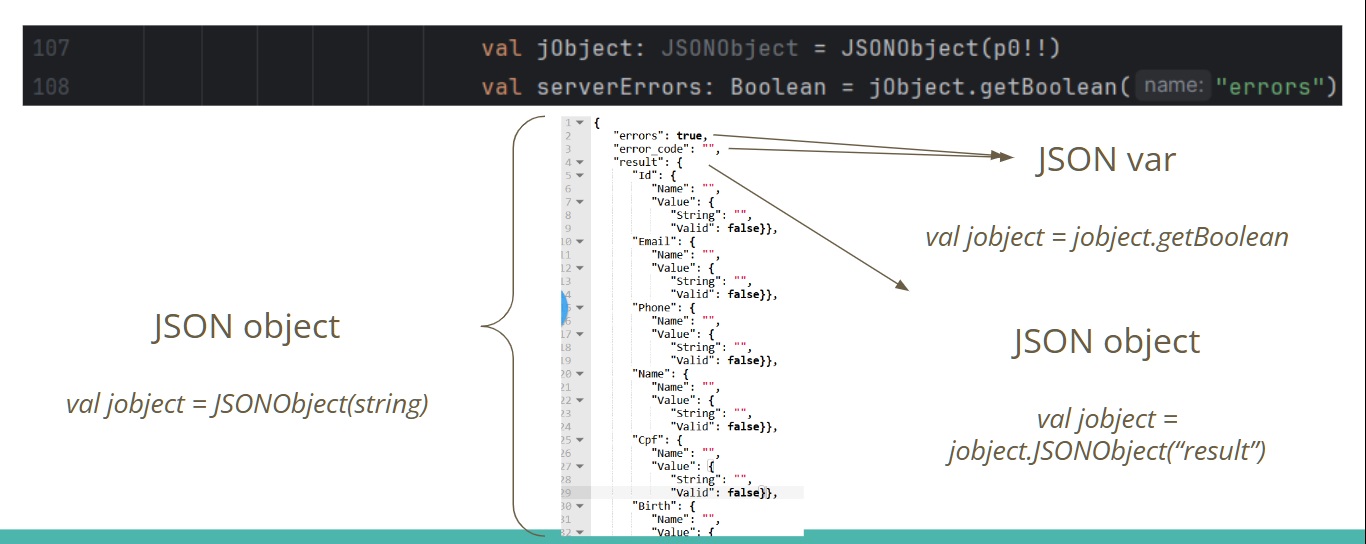 107 val jObject: JSONObject = JSONObject(p0!!)
108 val serverErrors: Boolean = jObject.getBoolean( name: "errors")
JSON object
val jobject = JSONObject(string)
1 {
2 "errors": true,
3 "error_code": "",
4 "result": {
5 "Id": {
6 "Name": "",
7 "Value": {
8 "String": "",
9 "Valid": false}},
10 "Email": {
11 "Name": "",
12 "Value": {
13 "String": "",
14 "Valid": false}},
"Phone": {
"Name": "",
17 "Value": {
18 "String": "",
19 "Valid": false}},
20 "Name": {
21 "Name": "",
22 "Value": {
23 "String": "",
24 "Valid": false}},
25 "Cpf": {
26 "Name": "",
27 "Value": {
28 "String": "",
29 "Valid": false}},
30 "Birth": {
31 "Name": "",
32 "Value": {
JSON var
val jobject = jobject.getBoolean
JSON object
val jobject =
jobject.JSONObject(“result”)